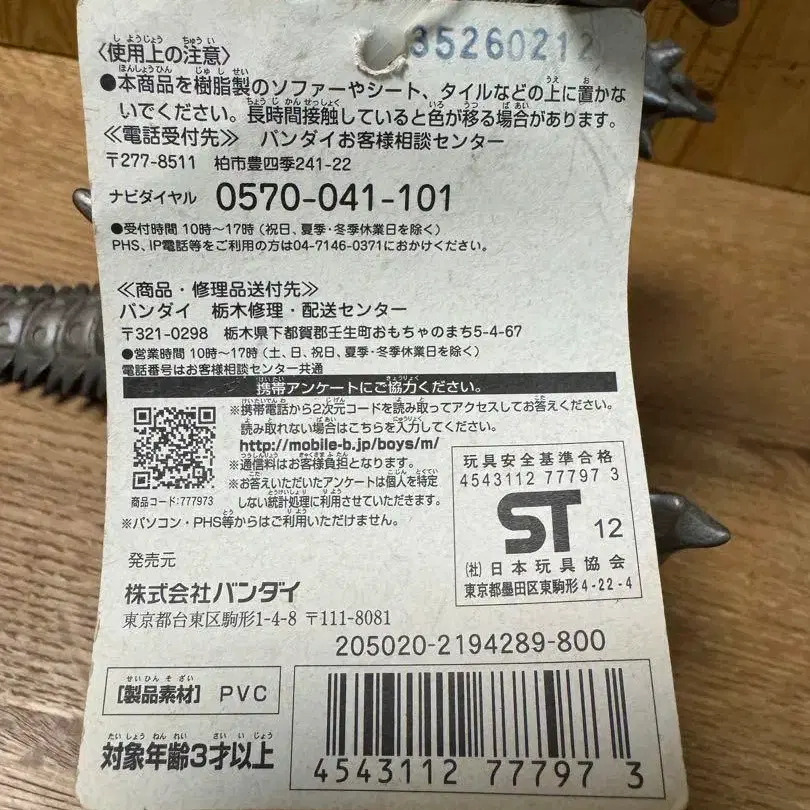 35260212
〈使用上の注意〉
●本商品を樹脂製のソファーやシート、タイルなどの上に置かな
いでください。長時間接触していると色が移る場合があります。
≪電話受付先≫ バンダイお客様相談センター
〒277-8511 柏市豊四季241-22
ナビダイヤル 0570-041-101
●受付時間 10時〜17時(祝日、夏季・冬季休業日を除く)
PHS、IP電話等をご利用の方は04-7146-0371におかけください。
≪商品・修理品送付先≫
バンダイ 栃木修理・配送センター
〒321-0298 栃木県下都賀郡壬生町おもちゃのまち5-4-67
●営業時間 10時〜17時(土、日、祝日、夏季・冬季休業日を除く)
電話番号はお客様相談センター共通
携帯アンケートにご協力ください。
※携帯電話から2次元コードを読み取ってアクセスしてお答えください。
読み取れない場合はこちらを入力してください。
http://mobile-b.jp/boys/m/
※通信料はお客様負担となります。
※お答えいただいたアンケートは個人を特定
しない統計処理に利用させていただきます。
商品コード:777973
※パソコン・PHS等からはご利用いただけません。
玩具安全基準合格
4543112 77797 3
ST 12
(社)日本玩具協会
東京都墨田区東駒形4-22-4
発売元
株式会社バンダイ
東京都台東区駒形1-4-8 〒111-8081
205020-2194289-800
[製品素材] PVC
対象年齢3才以上
4543112 777973